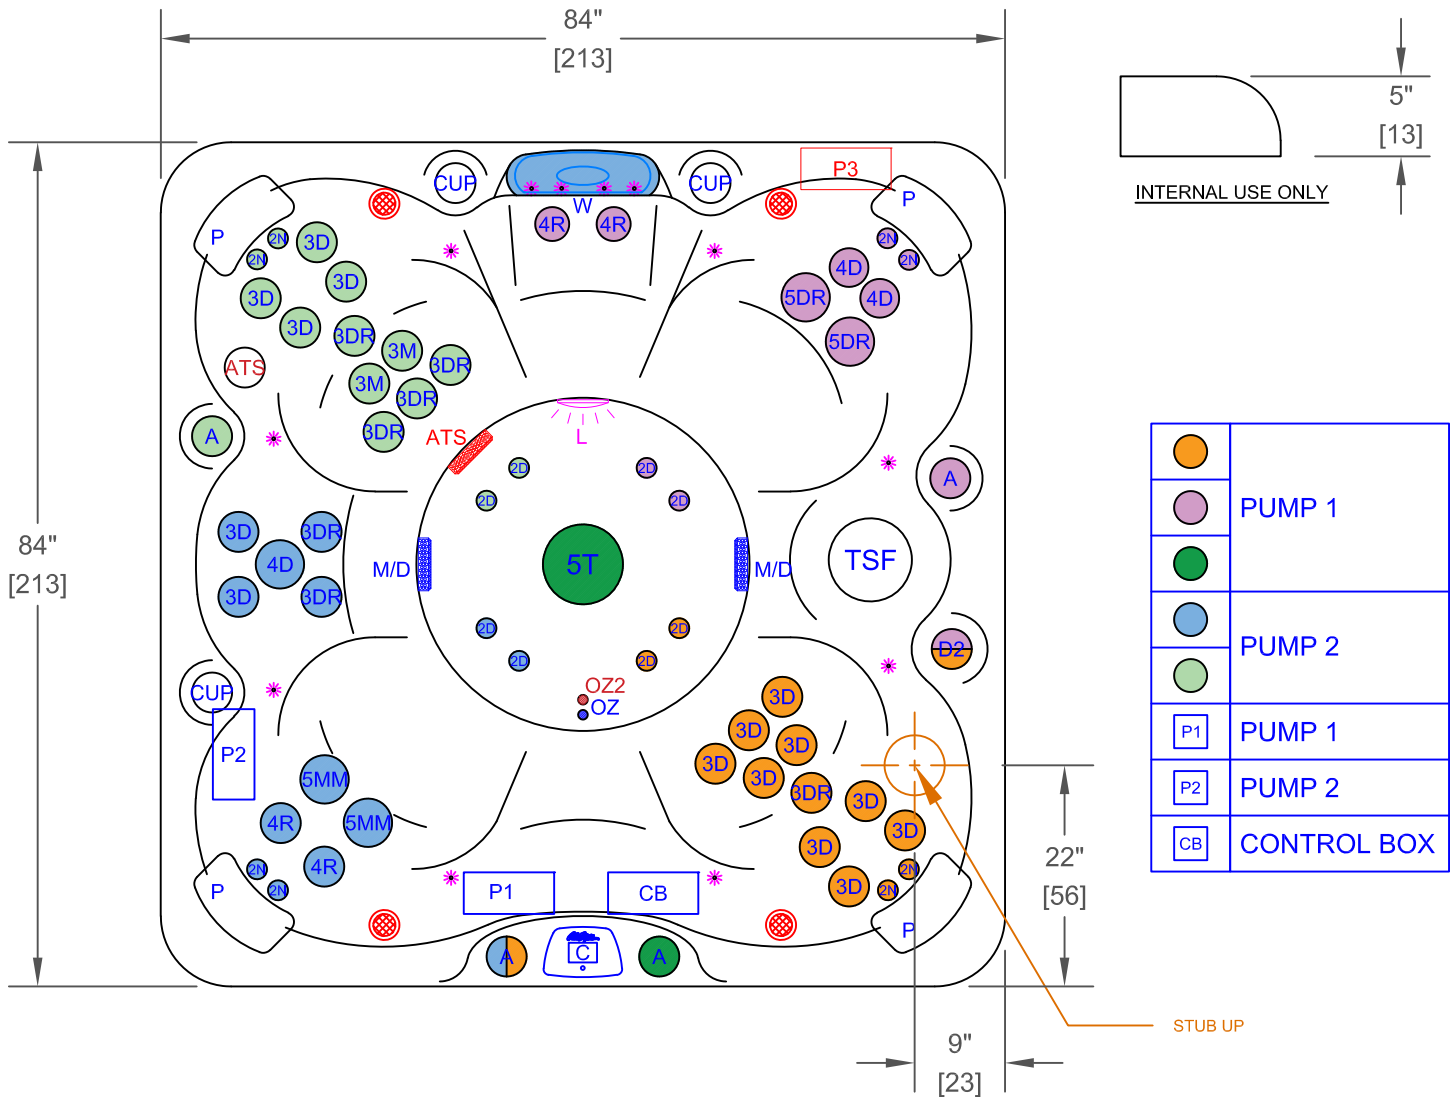 84"
[213]
5"
[13]
INTERNAL USE ONLY
CUP
CUP
P3
W
P
P
4R
4R
2N
2N
3D
3D
3D
3D
3DR
3M
3DR
3M
3DR
3DR
2N
2N
4D
5DR
4D
5DR
ATS
A
ATS
L
2D
2D
2D
2D
A
84"
[213]
3D
3DR
4D
3D
3DR
M/D
5T
M/D
TSF
2D
2D
2D
2D
D2
CUP
OZ2
OZ
P2
5MM
4R
5MM
4R
2N
2N
P
3D
3D
3D
3D
3D
3DR
3D
3D
3D
3D
2N
2N
P
P1
CB
A
C
A
PUMP 1
PUMP 2
P1
PUMP 1
P2
PUMP 2
CB
CONTROL BOX
22"
[56]
STUB UP
9"
[23]